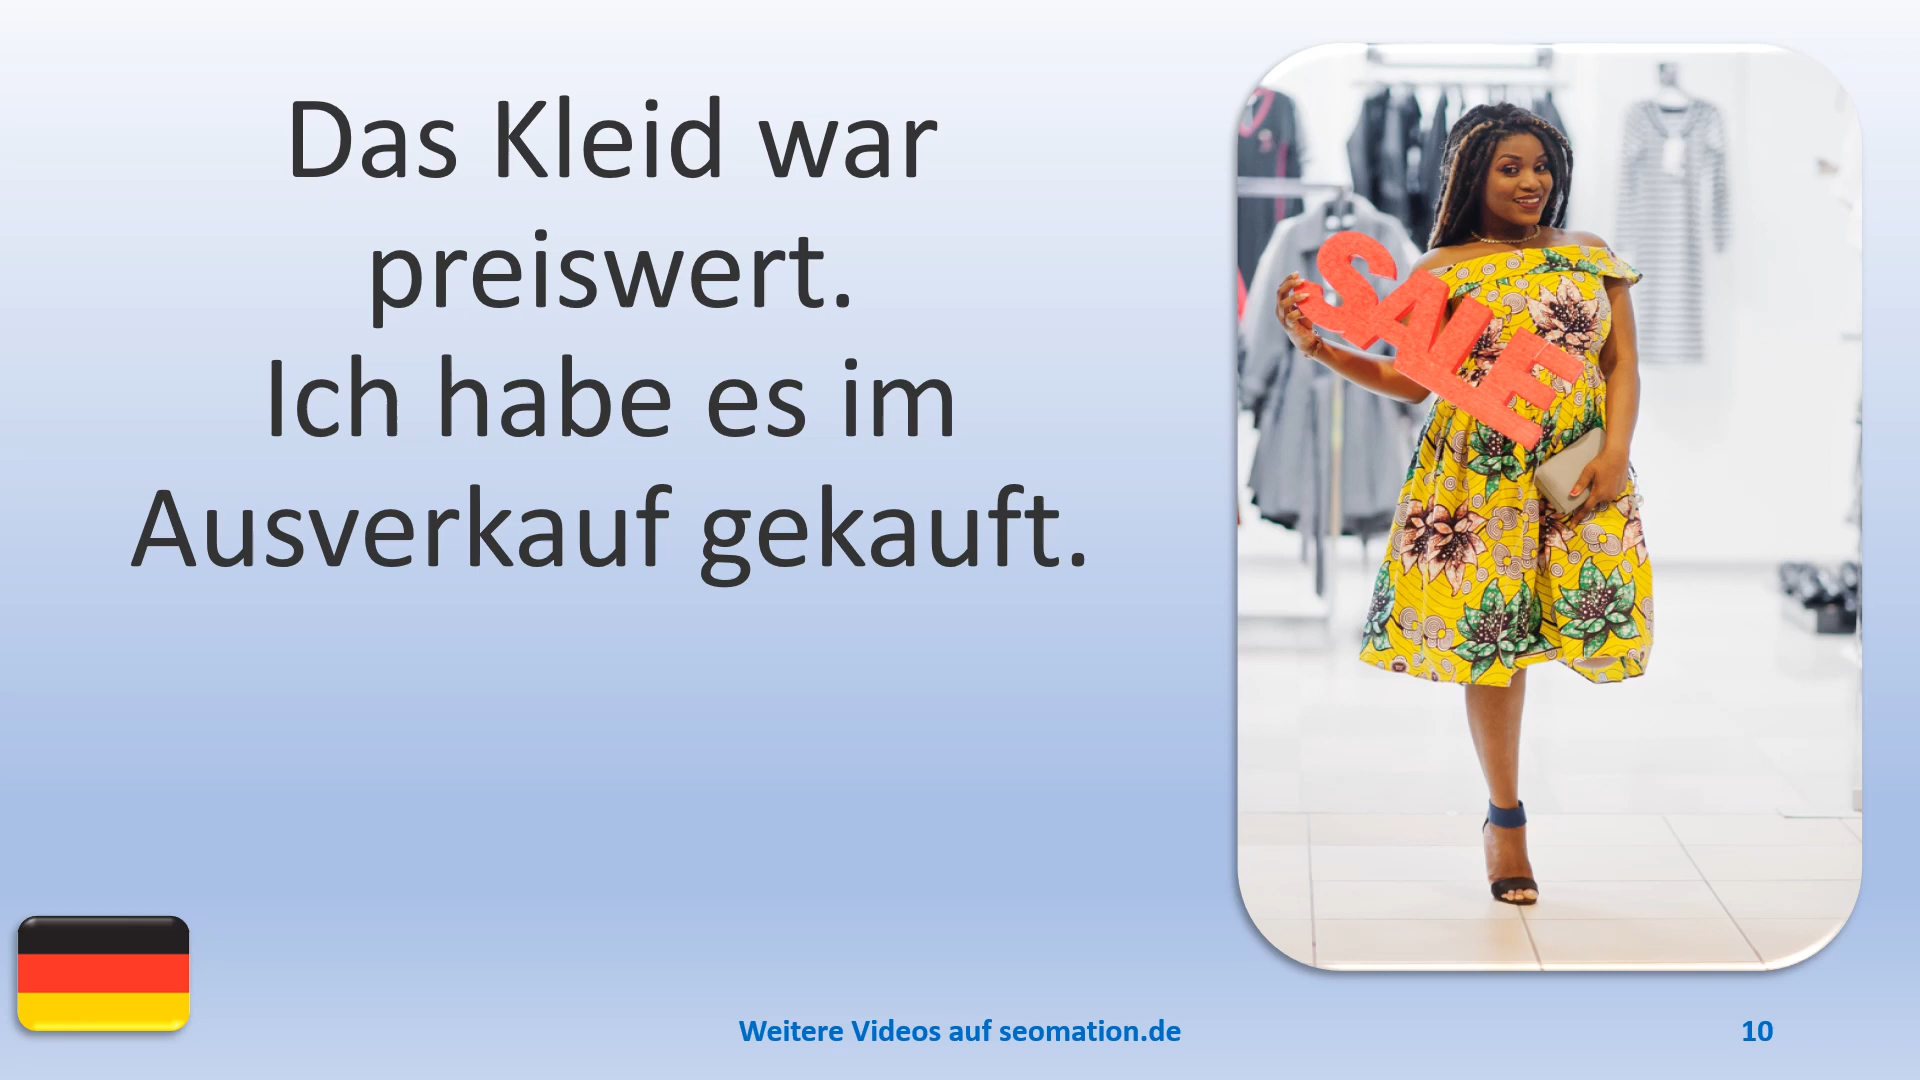 Das Kleid war
preiswert.
Ich habe es im
Ausverkauf gekauft.
SALE
Weitere Videos auf seomation.de
10